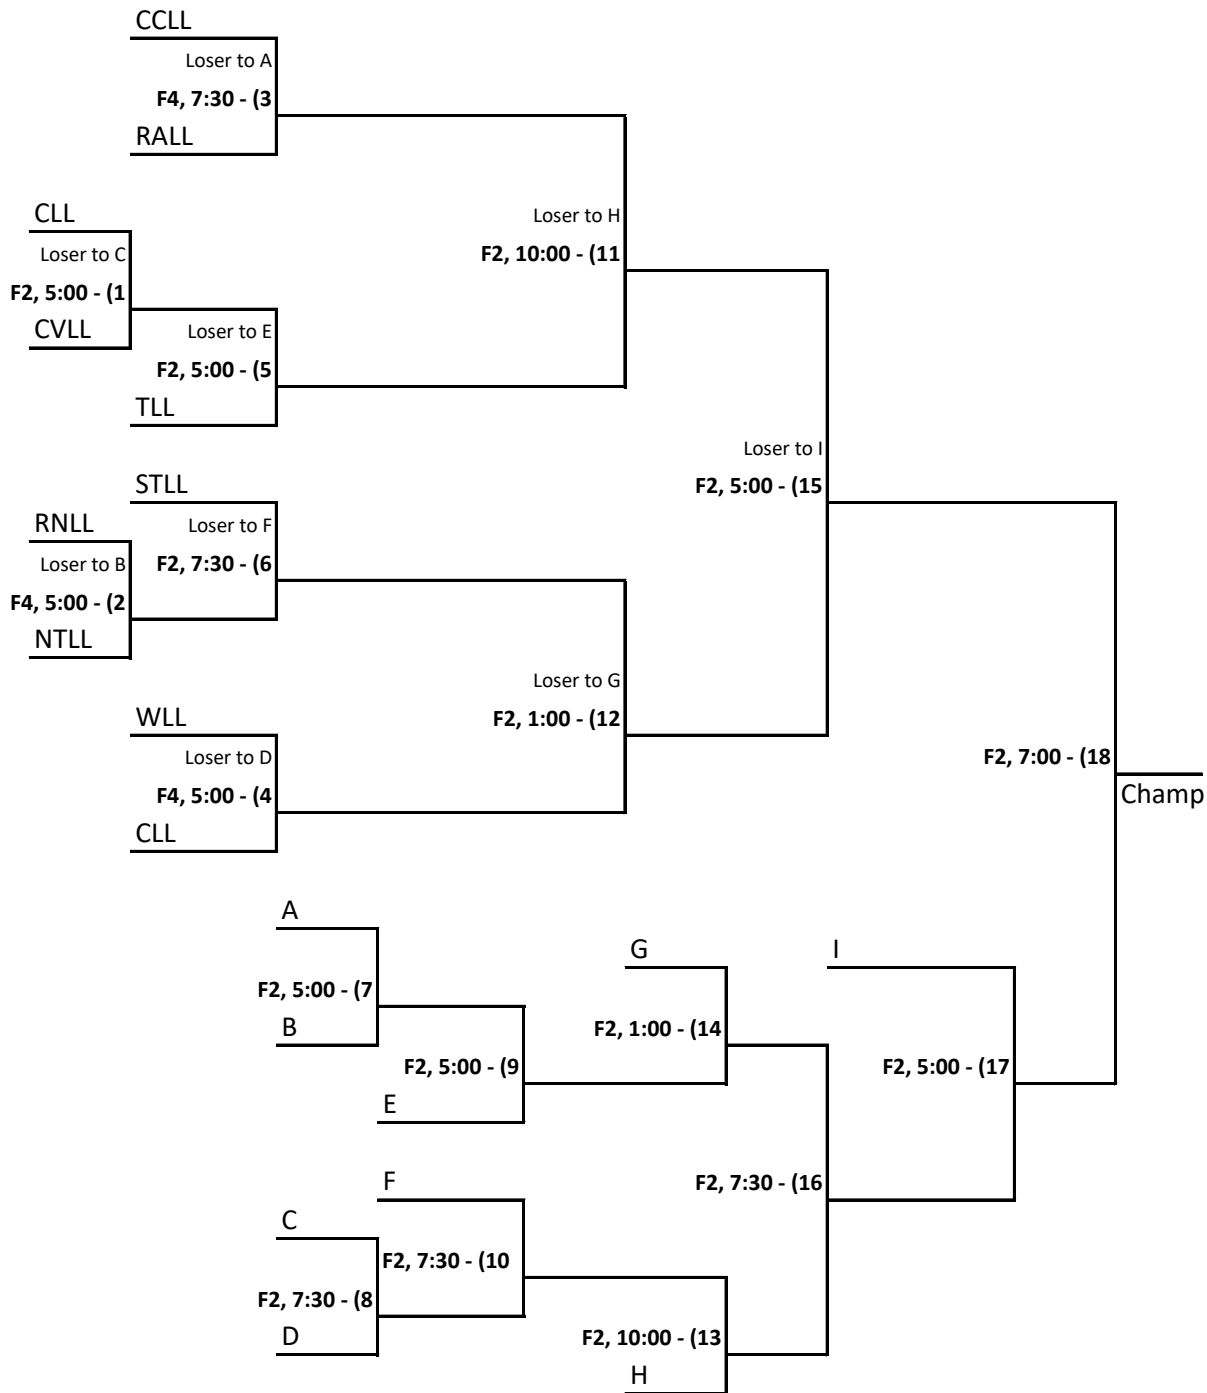 CCLL
Loser to A
F4, 7:30 - (3
RALL
CLL
Loser to C
F2, 5:00 - (1
CVLL
Loser to H
F2, 10:00 - (11
Loser to E
F2, 5:00 - (5
TLL
Loser to I
F2, 5:00 - (15
STLL
RNLL
Loser to F
Loser to B
F2, 7:30 - (6
F4, 5:00 - (2
NTLL
Loser to G
F2, 1:00 - (12
WLL
Loser to D
F4, 5:00 - (4
CLL
F2, 7:00 - (18
Champ
A
F2, 5:00 - (7
B
G
I
F2, 1:00 - (14
F2, 5:00 - (9
F2, 5:00 - (17
E
F
F2, 7:30 - (16
C
F2, 7:30 - (10
F2, 7:30 - (8
D
F2, 10:00 - (13
H